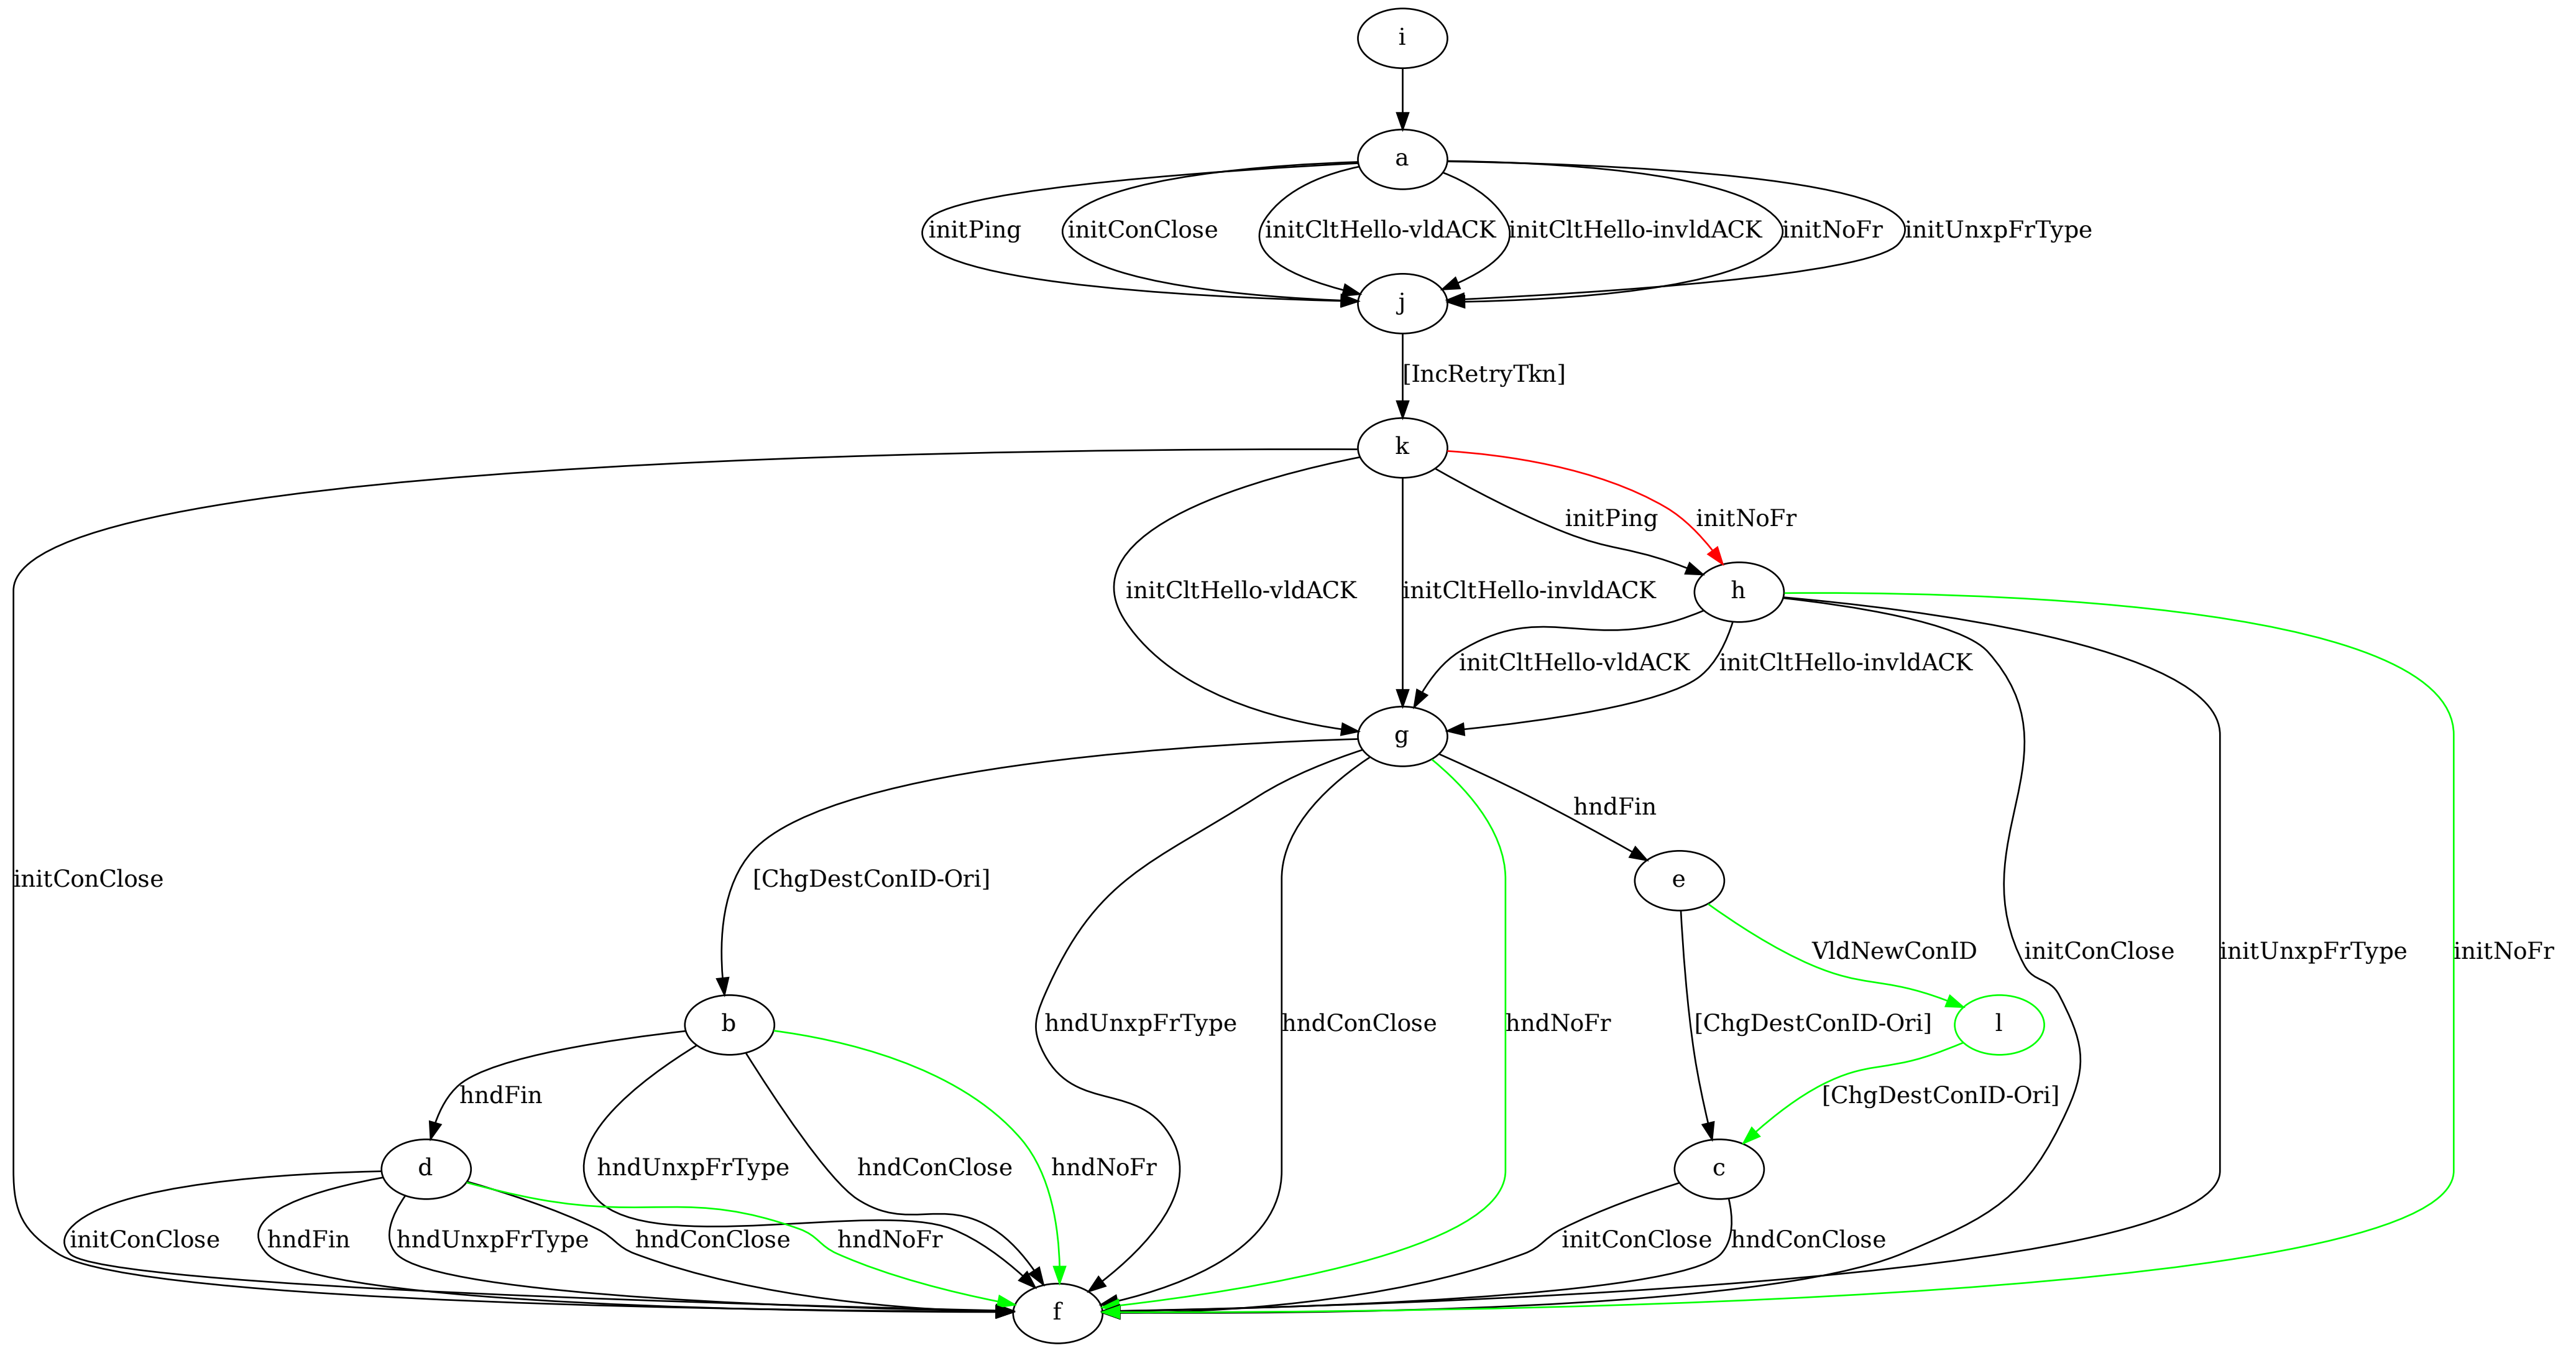 i
a
initPing
initConClose
initCltHello-vldACK
initCltHello-invldACK
initNoFr
initUnxpFrType
j
[IncRetryTkn]
k
initPing
initNoFr
initCltHello-vldACK
initCltHello-invldACK
h
initCltHello-vldACK
initCltHello-invldACK
g
hndFin
initConClose
[ChgDestConID-Ori]
e
VldNewConID
initConClose
initUnxpFrType
initNoFr
b
hndUnxpFrType
hndConClose
hndNoFr
[ChgDestConID-Ori]
l
hndFin
[ChgDestConID-Ori]
d
hndUnxpFrType
hndConClose
hndNoFr
c
initConClose
hndFin
hndUnxpFrType
hndConClose
hndNoFr
initConClose
hndConClose
f